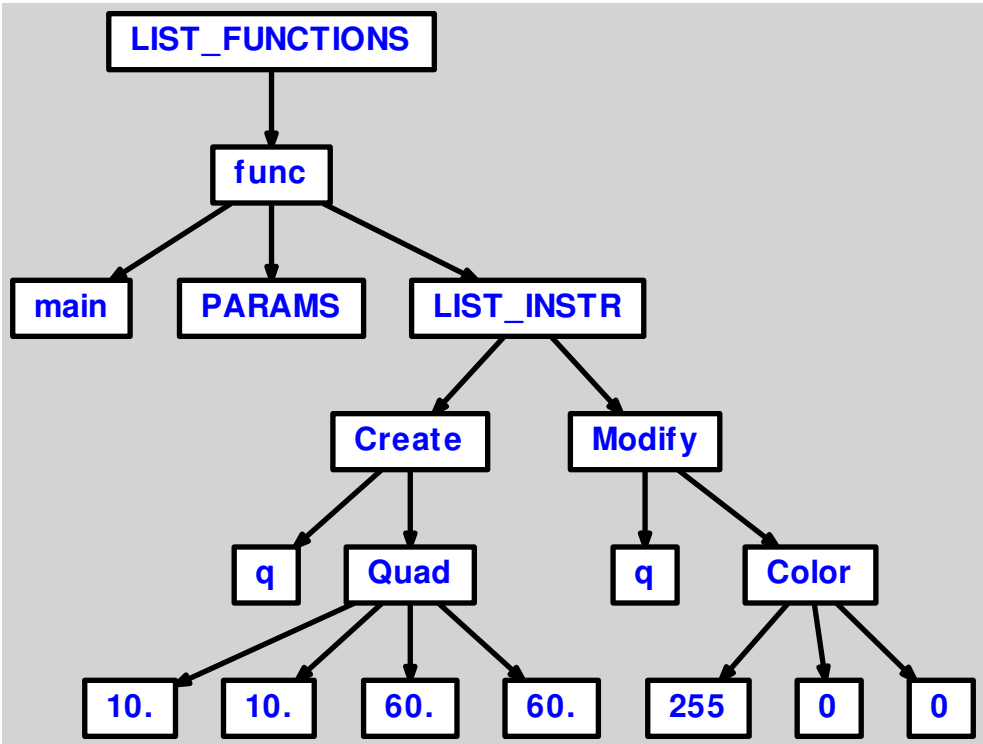 LIST_FUNCTIONS
func
main PARAMS LIST_INSTR
Create Modify
q Quad q Color
10. 10. 60. 60. 255 0 0